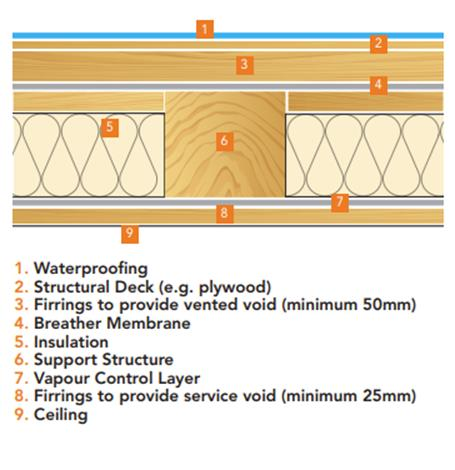 1
2
3
4
5
6
7
8
9
1. Waterproofing
2. Structural Deck (e.g. plywood)
3. Firrings to provide vented void (minimum 50mm)
4. Breather Membrane
5. Insulation
6. Support Structure
7. Vapour Control Layer
8. Firrings to provide service void (minimum 25mm)
9. Ceiling